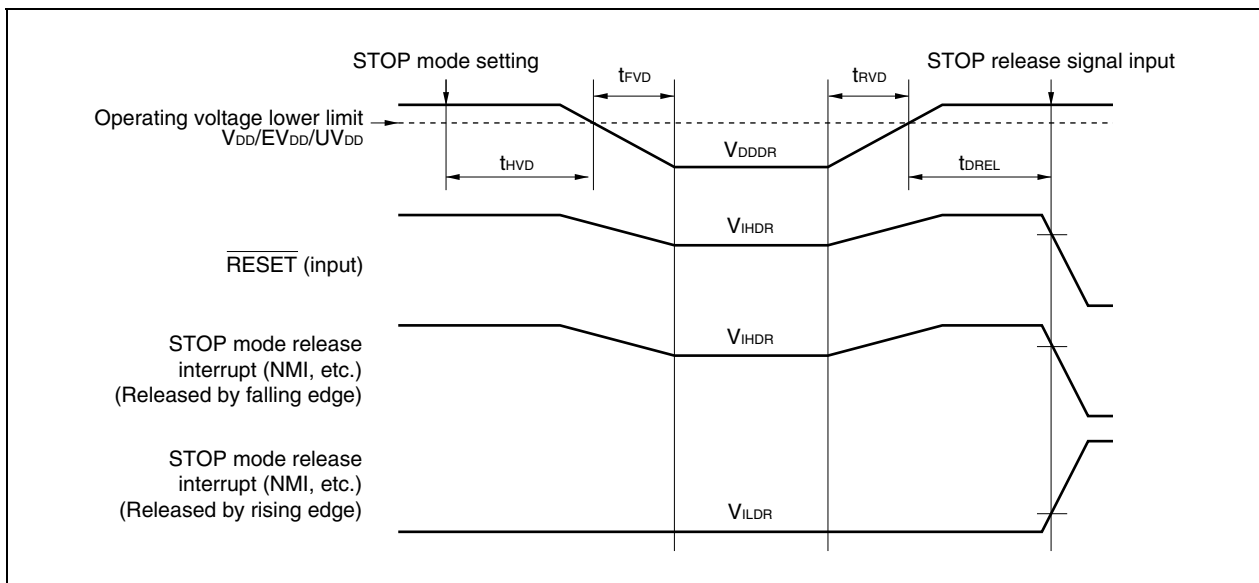 STOP mode setting
tFVD
tRVD
STOP release signal input
Operating voltage lower limit
VDD/EVDD/UVDD
tHVD
VDDDR
tDREL
VIHDR
RESET (input)
VIHDR
STOP mode release
interrupt (NMI, etc.)
(Released by falling edge)
STOP mode release
interrupt (NMI, etc.)
(Released by rising edge)
VILDR